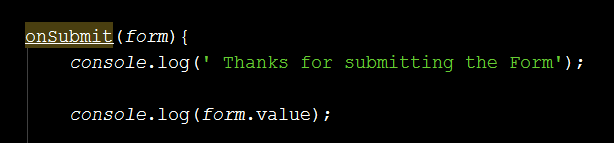 onSubmit(form){
console.log(' Thanks for submitting the Form');
console.log(form.value);